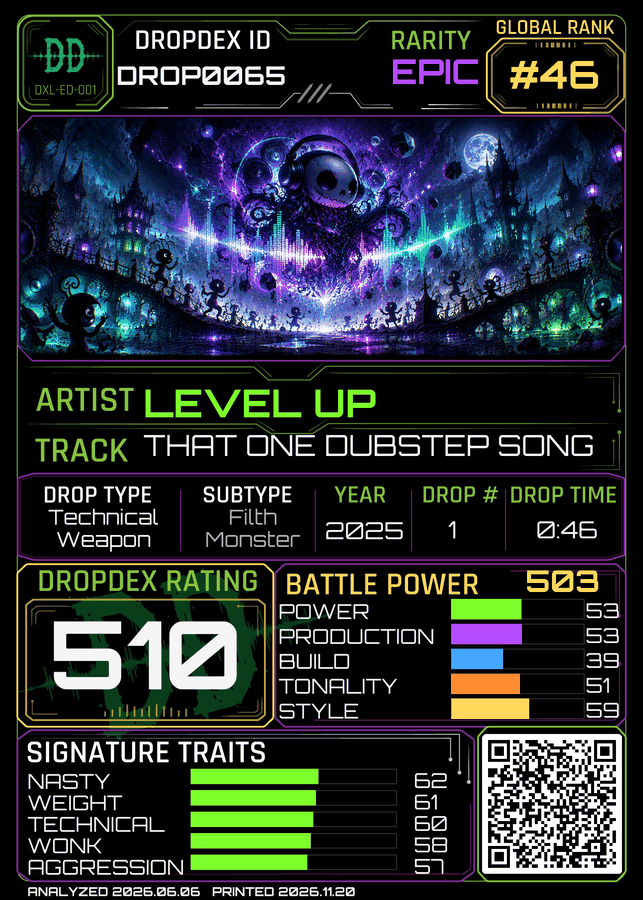 DD
DXL-ED-001
DROPDEX ID
DROP0065
RARITY
EPIC
GLOBAL RANK
#46
ARTIST LEVEL UP
TRACK THAT ONE DUBSTEP SONG
DROP TYPE
Technical
Weapon
SUBTYPE
Filth
Monster
YEAR
2025
DROP #
1
DROP TIME
0:46
DROPDEX RATING
510
BATTLE POWER 503
POWER 53
PRODUCTION 53
BUILD 39
TONALITY 51
STYLE 59
SIGNATURE TRAITS
NASTY 62
WEIGHT 61
TECHNICAL 60
WONK 58
AGGRESSION 57
ANALYZED 2026.06.06 PRINTED 2026.11.20